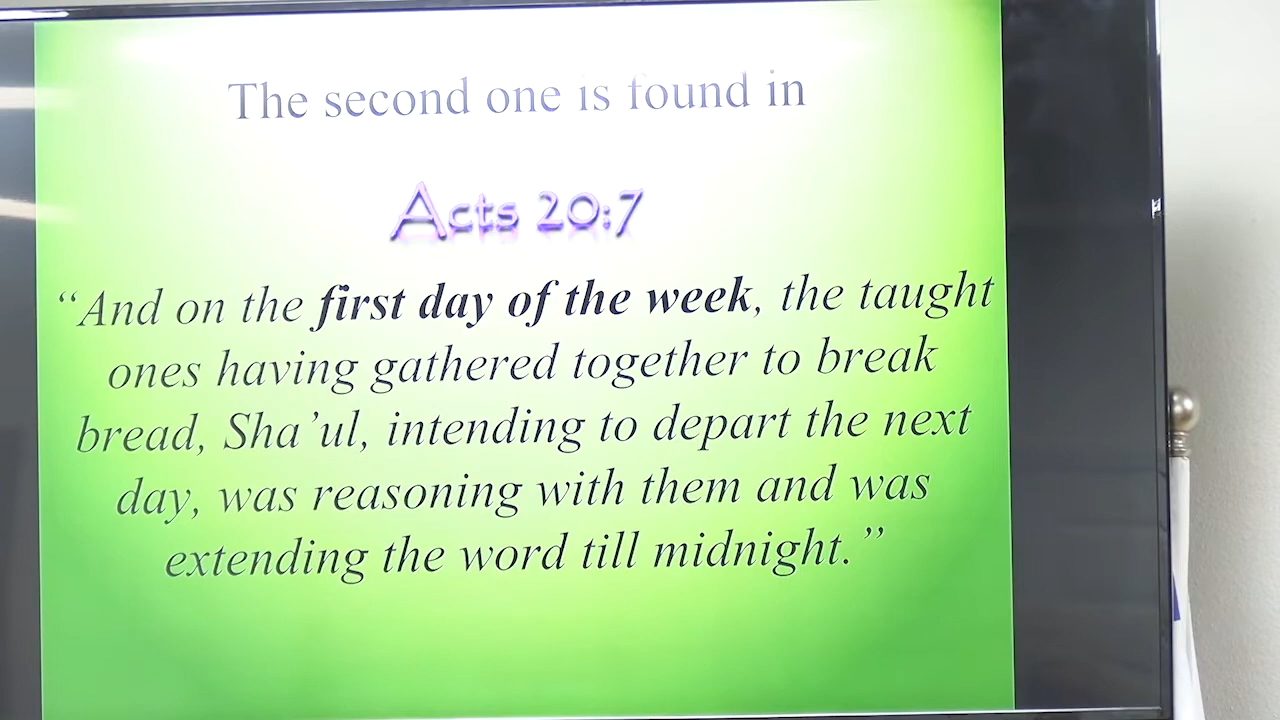 The second one is found in
Acts 20:7
“And on the first day of the week, the taught
ones having gathered together to break
bread, Sha’ul, intending to depart the next
day, was reasoning with them and was
extending the word till midnight.”